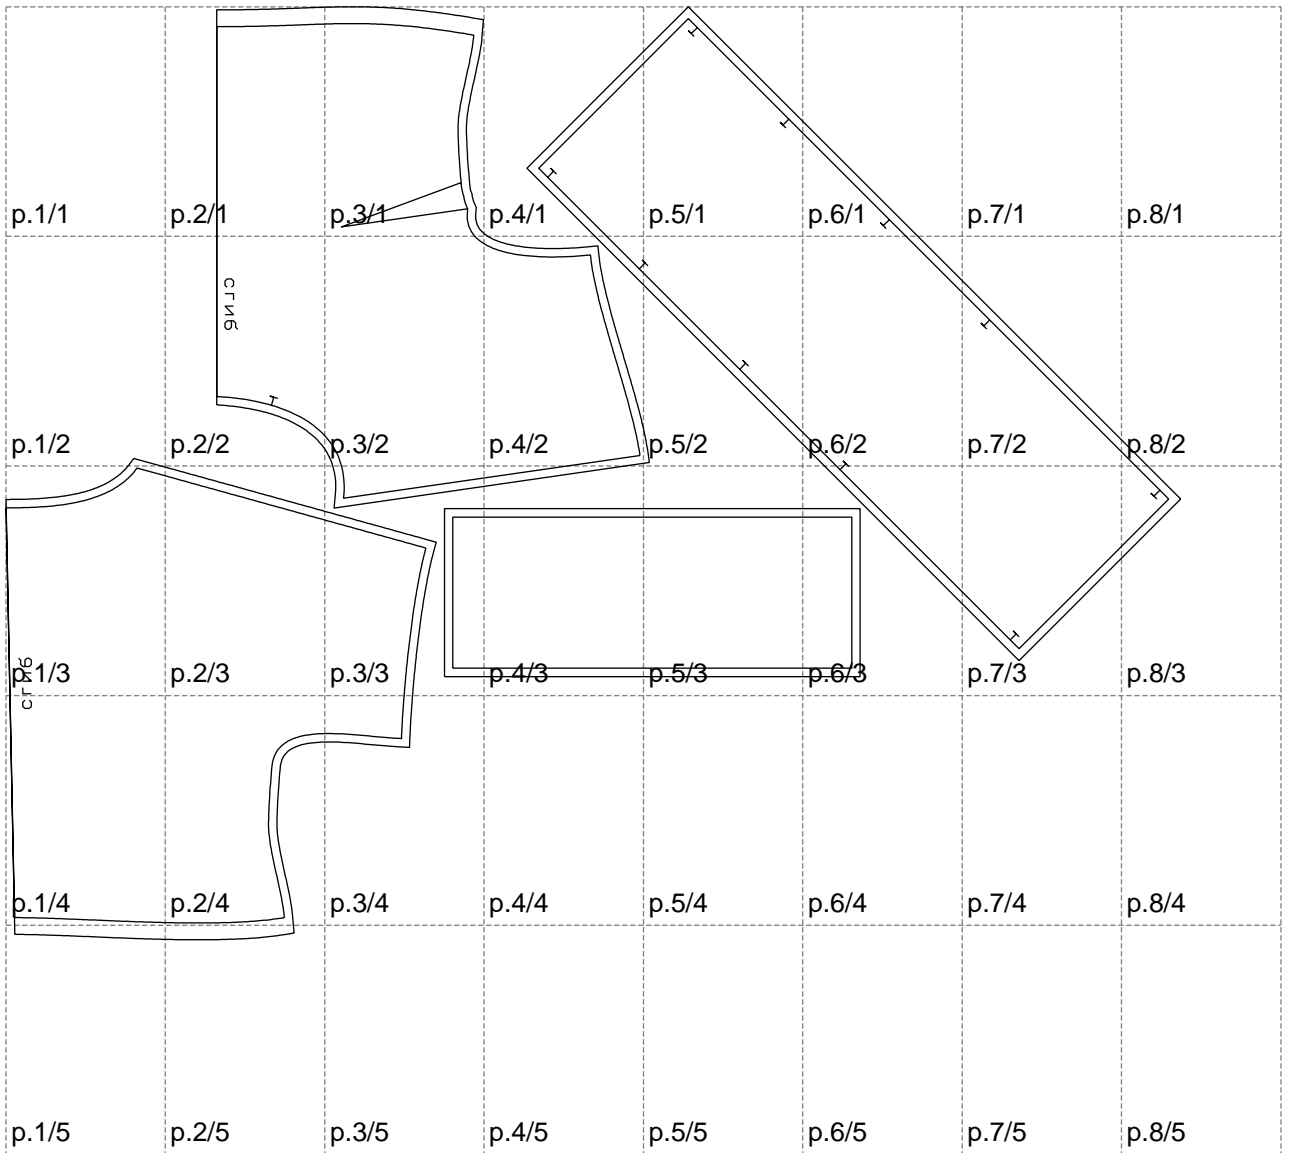 p.1/1 p.2/1 p.3/1 p.4/1 p.5/1 p.6/1 p.7/1 p.8/1
сгиб
p.1/2 p.2/2 p.3/2 p.4/2 p.5/2 p.6/2 p.7/2 p.8/2
p.1/3 p.2/3 p.3/3 p.4/3 p.5/3 p.6/3 p.7/3 p.8/3
сгиб
p.1/4 p.2/4 p.3/4 p.4/4 p.5/4 p.6/4 p.7/4 p.8/4
p.1/5 p.2/5 p.3/5 p.4/5 p.5/5 p.6/5 p.7/5 p.8/5